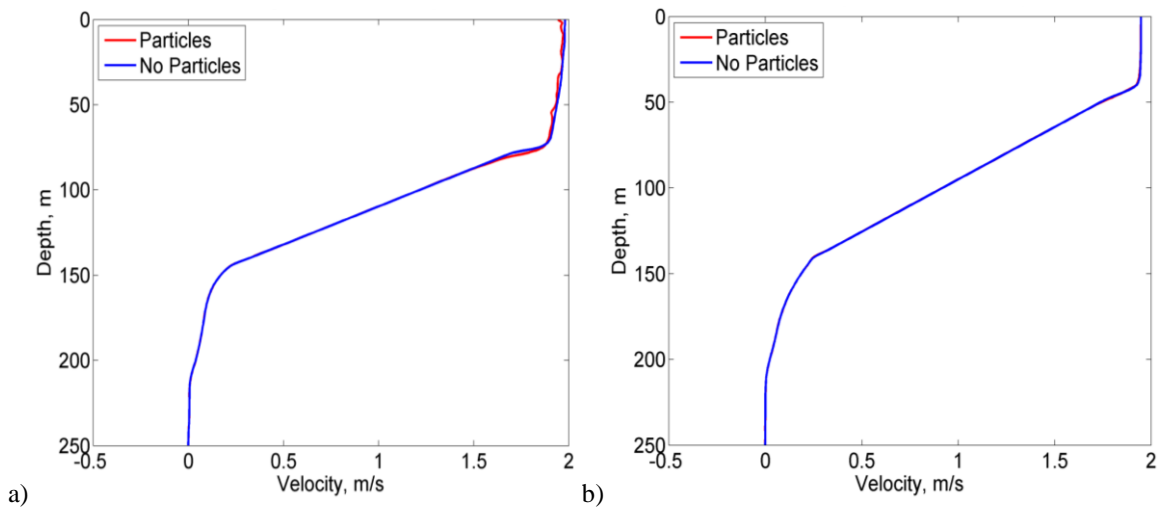 0
50
100
150
200
250
Depth, m
Particles
No Particles
-0.5
0
0.5
1
1.5
2
Velocity, m/s
a)
0
50
100
150
200
250
Depth, m
Particles
No Particles
-0.5
0
0.5
1
1.5
2
Velocity, m/s
b)